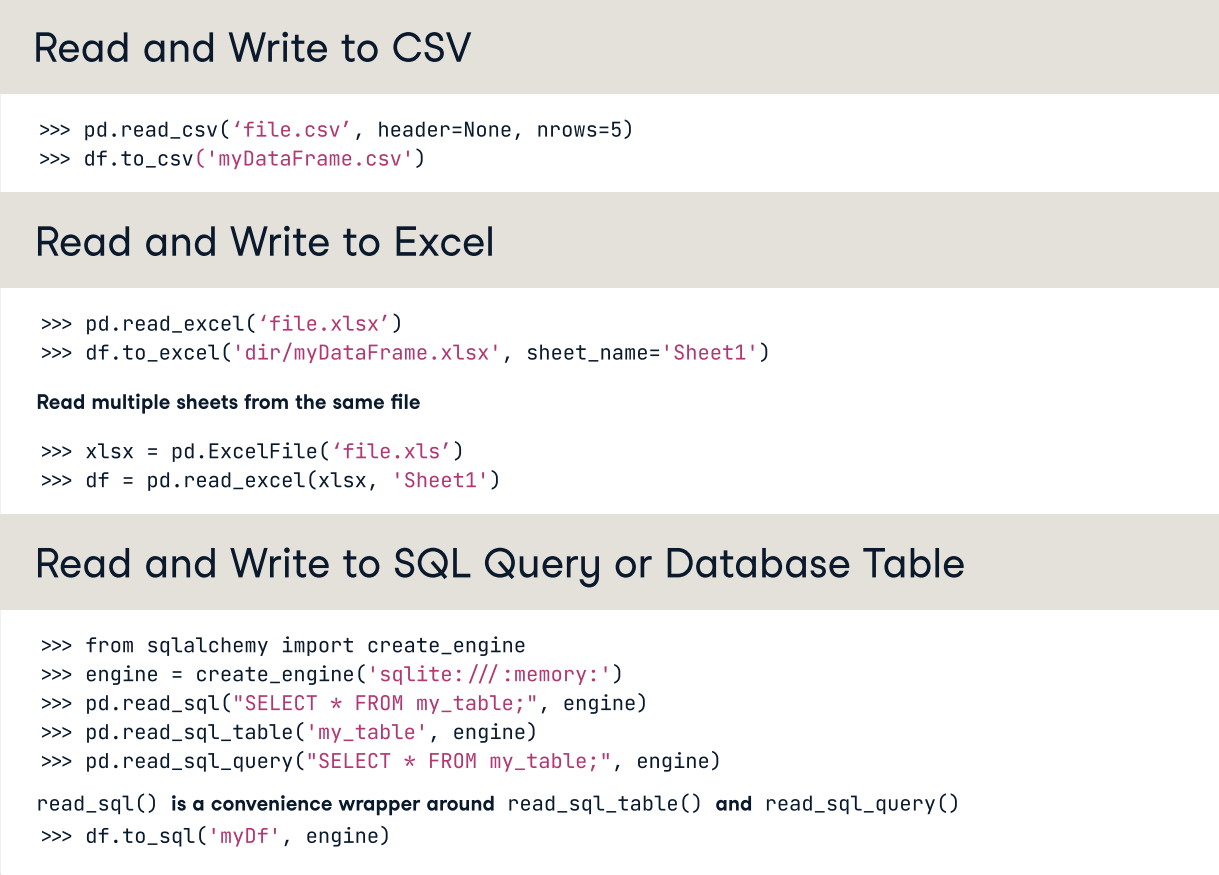 Read and Write to CSV
>>> pd.read_csv(‘file.csv’, header=None, nrows=5)
>>> df.to_csv('myDataFrame.csv')
Read and Write to Excel
>>> pd.read_excel(‘file.xlsx’)
>>> df.to_excel('dir/myDataFrame.xlsx', sheet_name='Sheet1')
Read multiple sheets from the same file
>>> xlsx = pd.ExcelFile(‘file.xls’)
>>> df = pd.read_excel(xlsx, 'Sheet1')
Read and Write to SQL Query or Database Table
>>> from sqlalchemy import create_engine
>>> engine = create_engine('sqlite:///:memory:')
>>> pd.read_sql("SELECT * FROM my_table;", engine)
>>> pd.read_sql_table('my_table', engine)
>>> pd.read_sql_query("SELECT * FROM my_table;", engine)
read_sql() is a convenience wrapper around read_sql_table() and read_sql_query()
>>> df.to_sql('myDf', engine)